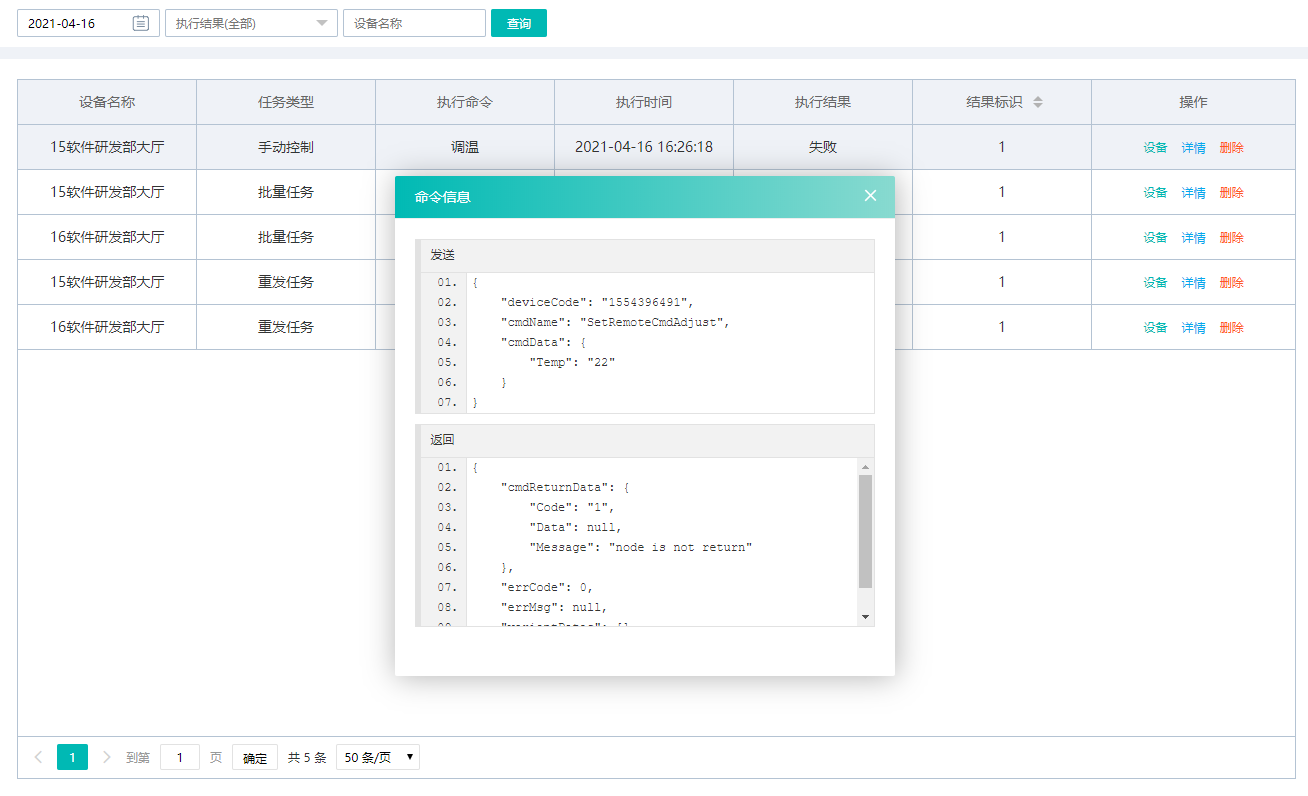 2021-04-16 执行结果(全部) 设备名称 查询
设备名称 任务类型 执行命令 执行时间 执行结果 结果标识 操作
15软件研发部大厅 手动控制 调温 2021-04-16 16:26:18 失败 1 设备 详情 删除
15软件研发部大厅 批量任务 1 设备 详情 删除
16软件研发部大厅 批量任务 1 设备 详情 删除
15软件研发部大厅 重发任务 1 设备 详情 删除
16软件研发部大厅 重发任务 1 设备 详情 删除
命令信息
发送
01. {
02. "deviceCode": "1554396491",
03. "cmdName": "SetRemoteCmdAdjust",
04. "cmdData": {
05. "Temp": "22"
06. }
07. }
返回
01. {
02. "cmdReturnData": {
03. "Code": "1",
04. "Data": null,
05. "Message": "node is not return"
06. },
07. "errCode": 0,
08. "errMsg": null,
1 到第 1 页 确定 共 5 条 50 条/页